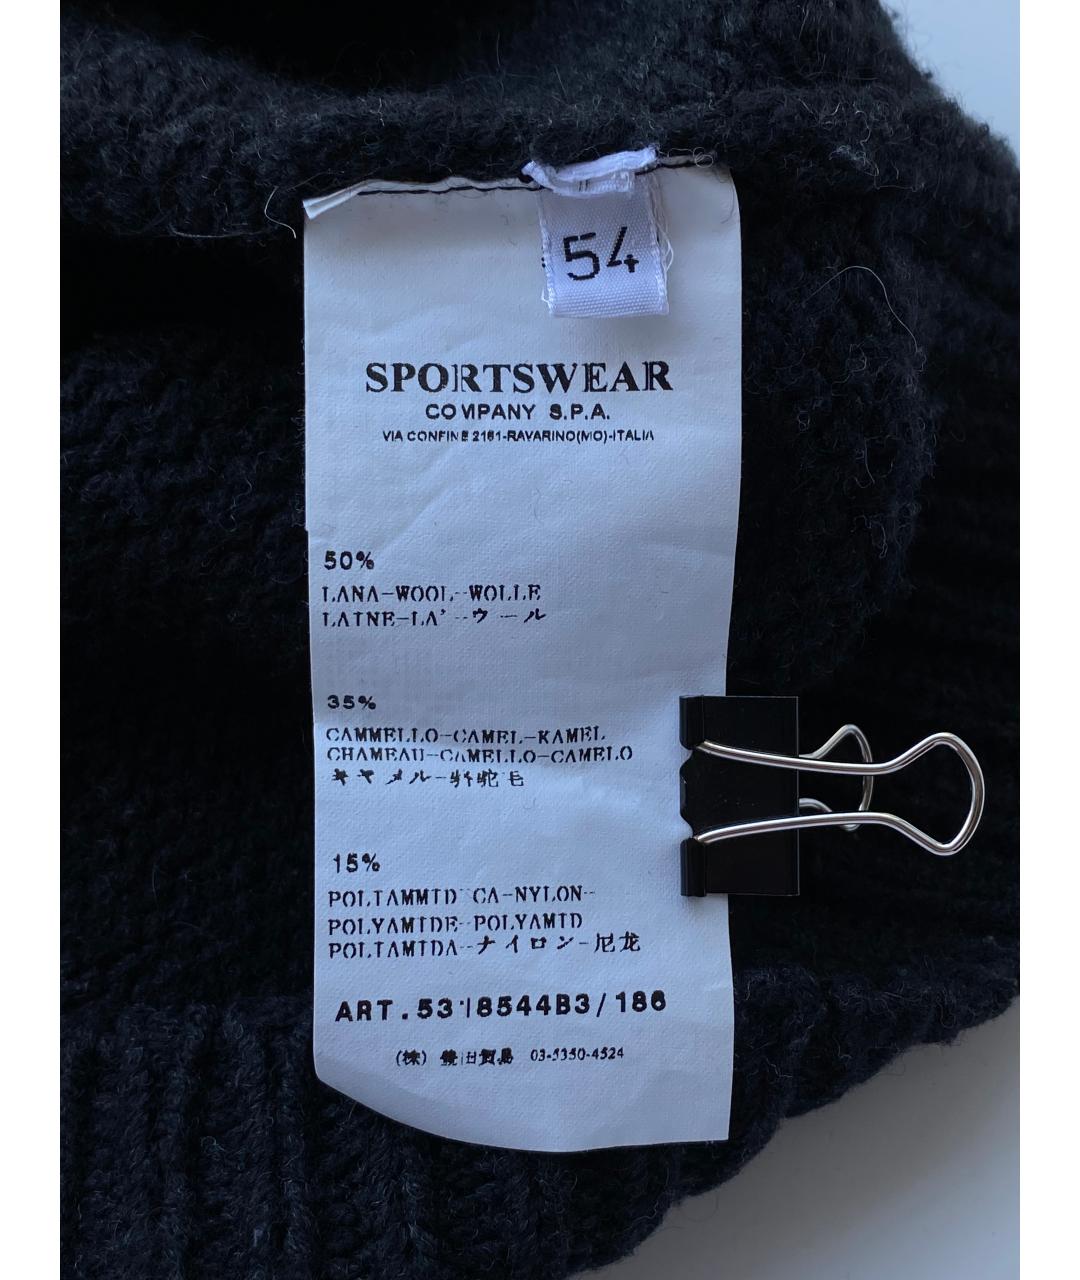 54
SPORTSWEAR
COMPANY S.P.A.
VIA CONFINE 2161-RAVARINO(MO)-ITALIA
50%
LANA-WOOL-WOLLE
LAINE-LA'-ウール
35%
CAMMELLO-CAMEL-KAMEL
CHAMEAU-CAMELLO-CAMELO
キャメル-骆驼毛
15%
POLIAMMID CA-NYLON-
POLYAMIDE-POLYAMID
POLIAMIDA-ナイロン-尼龙
ART.5318544B3/186
(株) 03-5350-4524